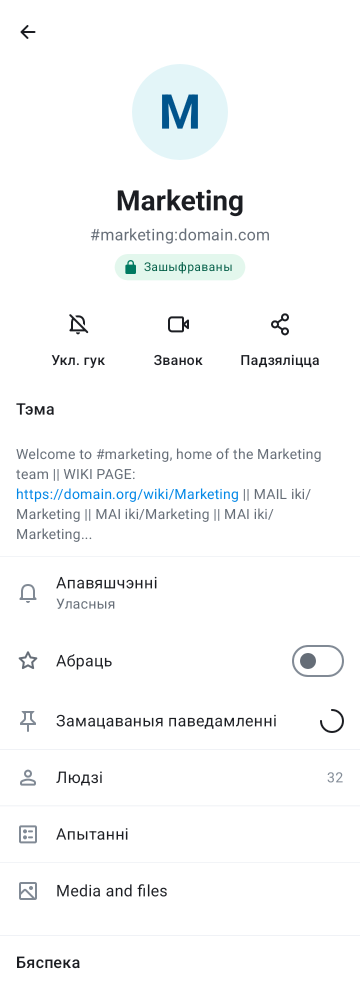 M
Marketing
#marketing:domain.com
Зашыфраваны
Укл. гук
Званок
Падзяліцца
Тэма
Welcome to #marketing, home of the Marketing
team || WIKI PAGE:
https://domain.org/wiki/Marketing || MAIL iki/
Marketing || MAI iki/Marketing || MAI iki/
Marketing...
Апавяшчэнні
Уласныя
Абраць
Замацаваныя паведамленні
Людзі
32
Апытанні
Media and files
Бяспека